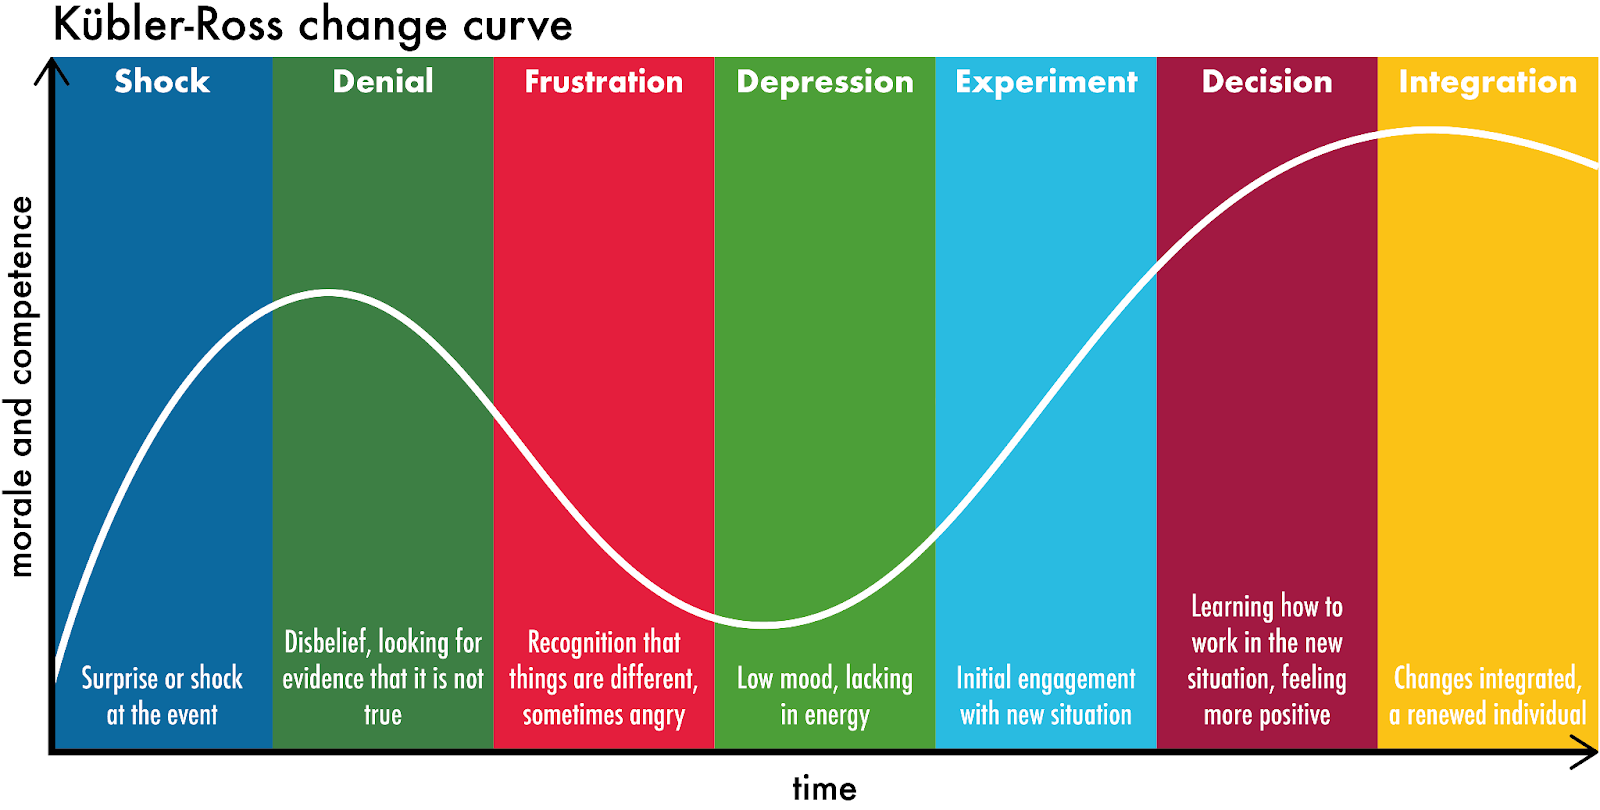 Kübler-Ross change curve
Shock
Denial
Frustration
Depression
Experiment
Decision
Integration
morale and competence
Surprise or shock
at the event
Disbelief, looking for
evidence that it is not
true
Recognition that
things are different,
sometimes angry
Low mood, lacking
in energy
Initial engagement
with new situation
Learning how to
work in the new
situation, feeling
more positive
Changes integrated,
a renewed individual
time